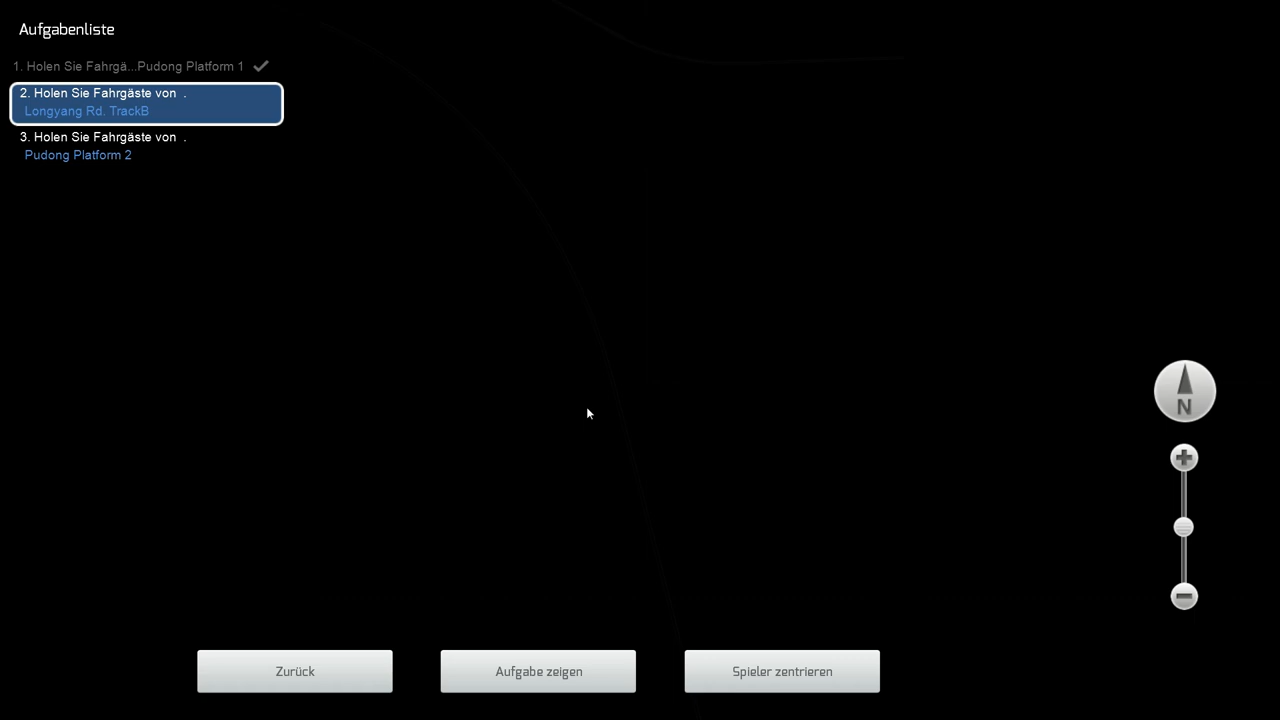 Aufgabenliste
1. Holen Sie Fahrgä...Pudong Platform 1
2. Holen Sie Fahrgäste von .
Longyang Rd. TrackB
3. Holen Sie Fahrgäste von .
Pudong Platform 2
N
Zurück
Aufgabe zeigen
Spieler zentrieren